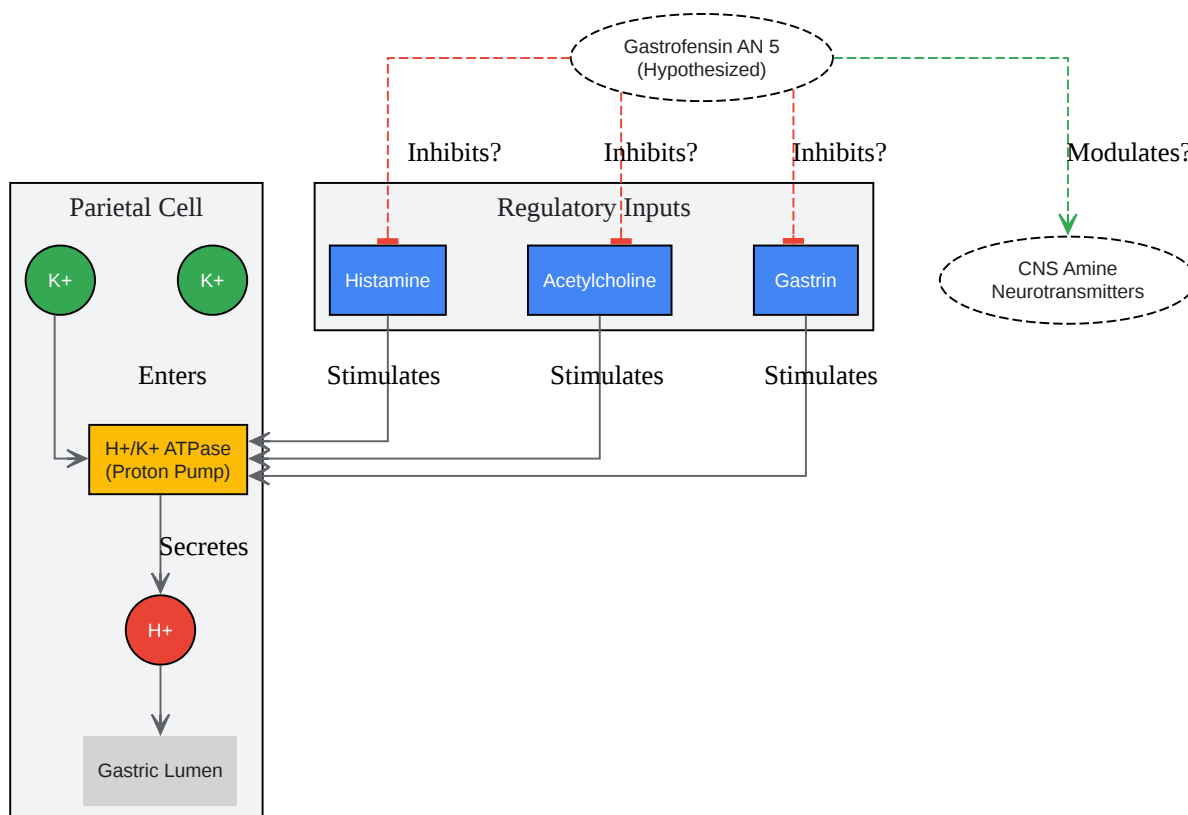 Gastrofensin AN 5
(Hypothesized)
Inhibits?
Inhibits?
Inhibits?
Modulates?
Parietal Cell
Regulatory Inputs
K+
K+
Histamine
Acetylcholine
Gastrin
CNS Amine
Neurotransmitters
Enters
Stimulates
Stimulates
Stimulates
H+/K+ ATPase
(Proton Pump)
Secretes
H+
Gastric Lumen